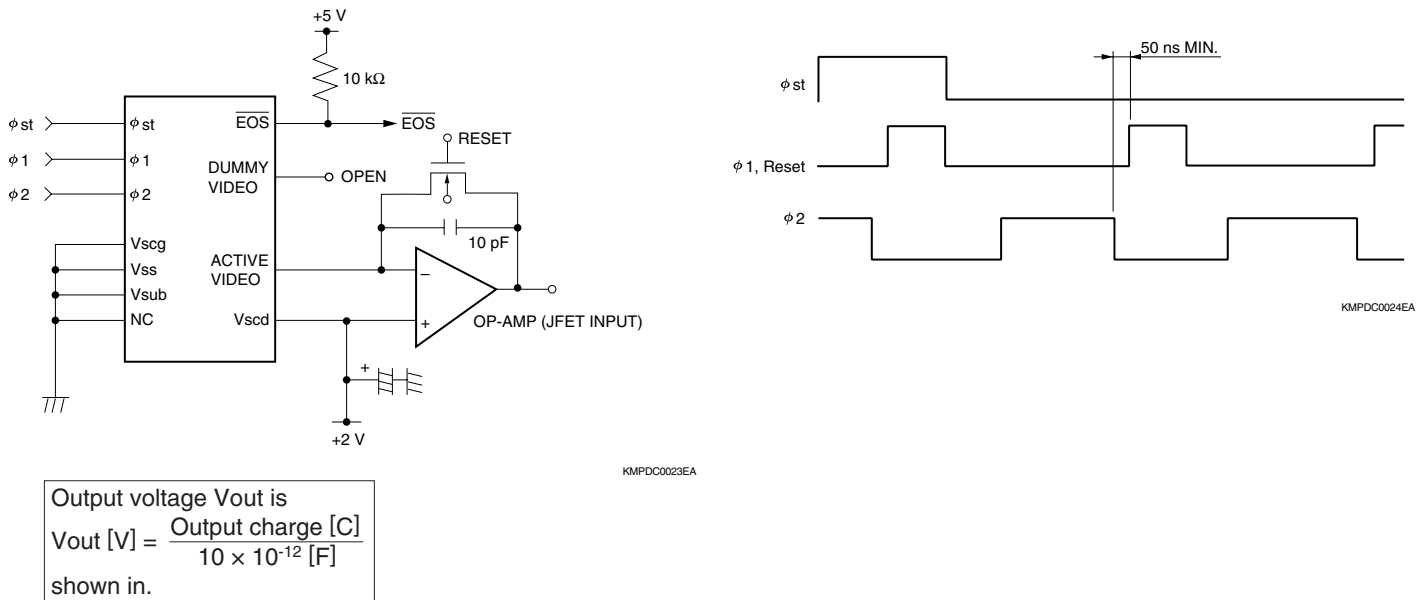 +5 V
10 kΩ
φst
φst
EOS
EOS
RESET
φ1
φ1
DUMMY
VIDEO
OPEN
φ2
φ2
10 pF
Vscg
Vss
ACTIVE
VIDEO
−
Vsub
NC
Vscd
+
OP-AMP (JFET INPUT)
+
+2 V
KMPDC0023EA
Output voltage Vout is
Vout [V] = Output charge [C]
10 × 10-12 [F]
shown in.
50 ns MIN.
φst
φ1, Reset
φ2
KMPDC0024EA